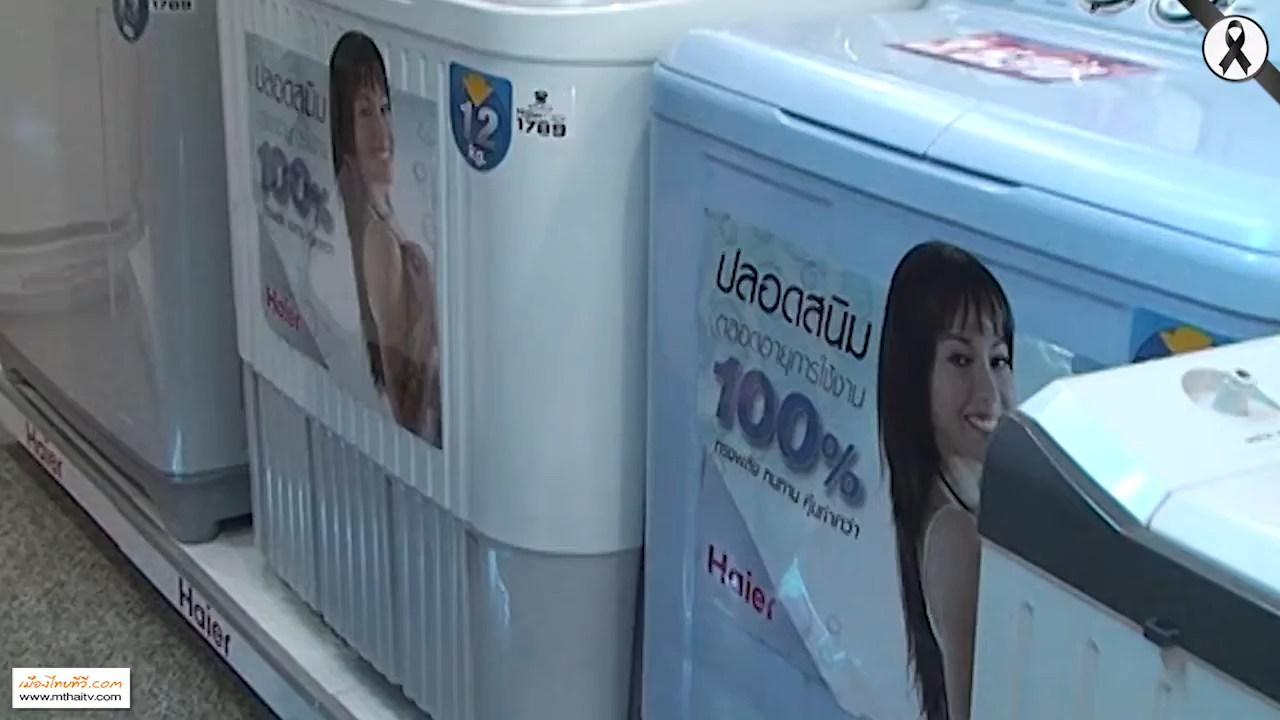 1789
ปลอดสนิม
100%
Haier
12
kg.
1789
ปลอดสนิม
ตลอดอายุการใช้งาน
100%
ทรงพลัง ทนทาน คุ้มค่ากว่า
Haier
Haier
Haier
เมืองไทยทีวี.com
www.mthaitv.com